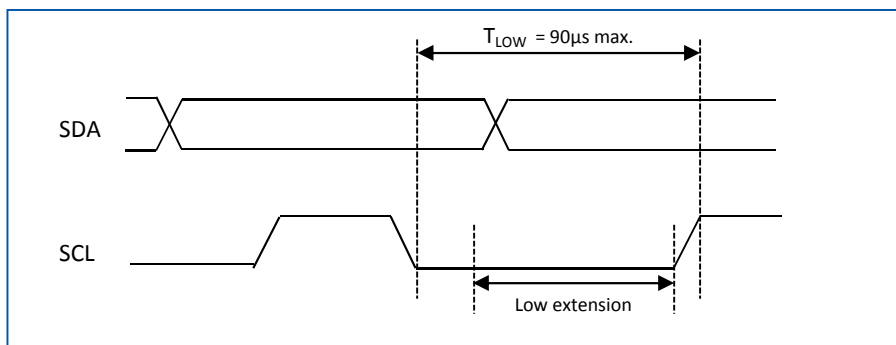 T_LOW = 90µs max.
SDA
SCL
Low extension